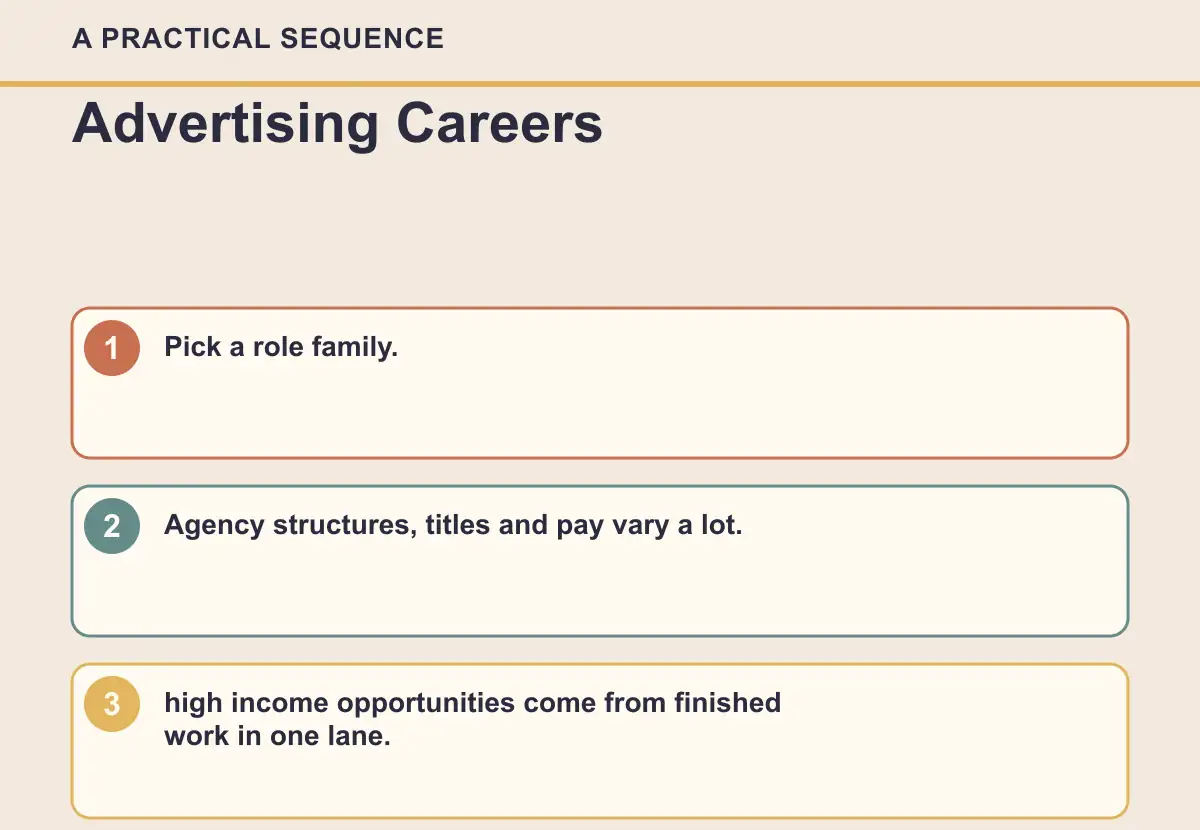 A PRACTICAL SEQUENCE
Advertising Careers
1
Pick a role family.
2
Agency structures, titles and pay vary a lot.
3
high income opportunities come from finished
work in one lane.